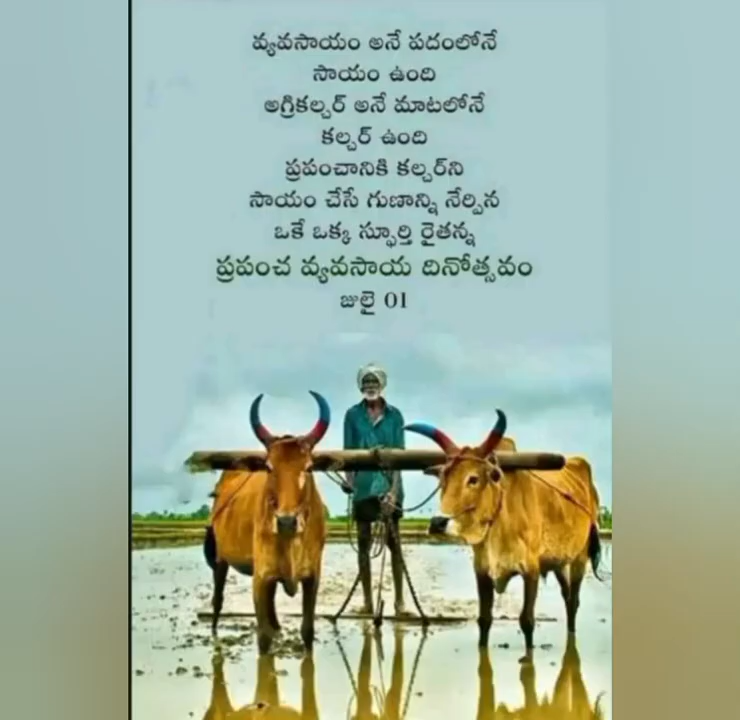 వ్యవసాయం అనే పదంలోనే
సాయం ఉంది
అగ్రికల్చర్ అనే మాటలోనే
కల్చర్ ఉంది
ప్రపంచానికి కల్చర్‌ని
సాయం చేసే గుణాన్ని నేర్పిన
ఒకే ఒక్క స్ఫూర్తి రైతన్న
ప్రపంచ వ్యవసాయ దినోత్సవం
జులై 01